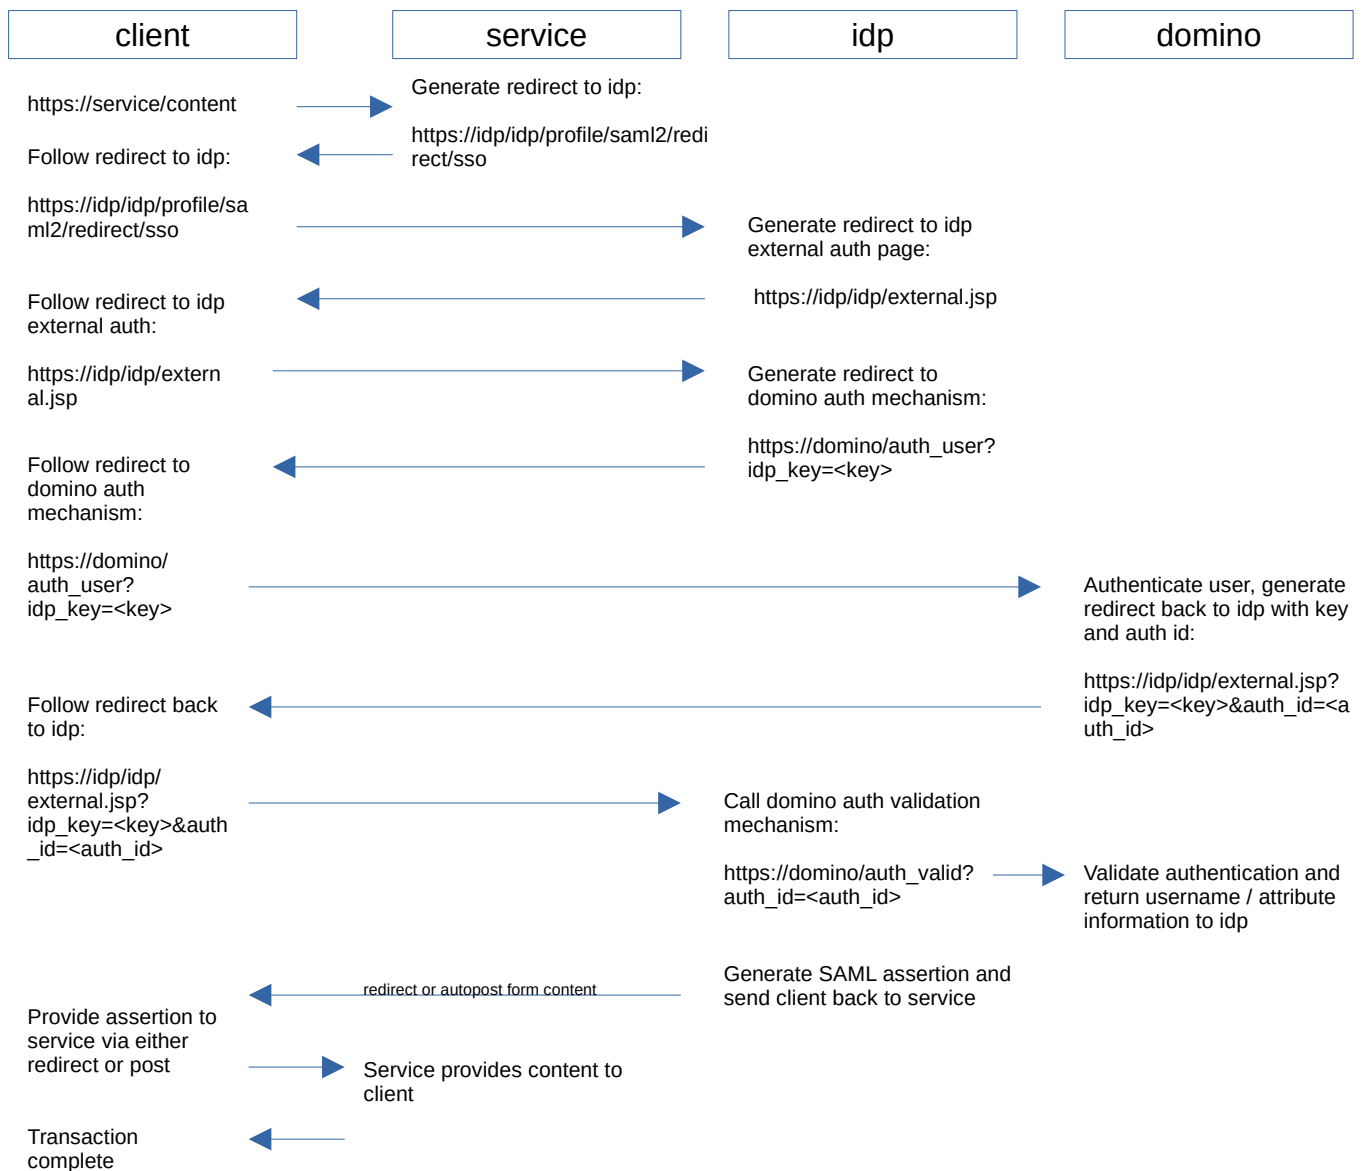 client
service
idp
domino
https://service/content
Generate redirect to idp:
https://idp/idp/profile/saml2/redi
rect/sso
Follow redirect to idp:
https://idp/idp/profile/sa
ml2/redirect/sso
Generate redirect to idp
external auth page:
https://idp/idp/external.jsp
Follow redirect to idp
external auth:
https://idp/idp/extern
al.jsp
Generate redirect to
domino auth mechanism:
https://domino/auth_user?
idp_key=<key>
Follow redirect to
domino auth
mechanism:
https://domino/
auth_user?
idp_key=<key>
Authenticate user, generate
redirect back to idp with key
and auth id:
https://idp/idp/external.jsp?
idp_key=<key>&auth_id=<a
uth_id>
Follow redirect back
to idp:
https://idp/idp/
external.jsp?
idp_key=<key>&auth
_id=<auth_id>
Call domino auth validation
mechanism:
https://domino/auth_valid?
auth_id=<auth_id>
Validate authentication and
return username / attribute
information to idp
Generate SAML assertion and
send client back to service
redirect or autopost form content
Provide assertion to
service via either
redirect or post
Service provides content to
client
Transaction
complete